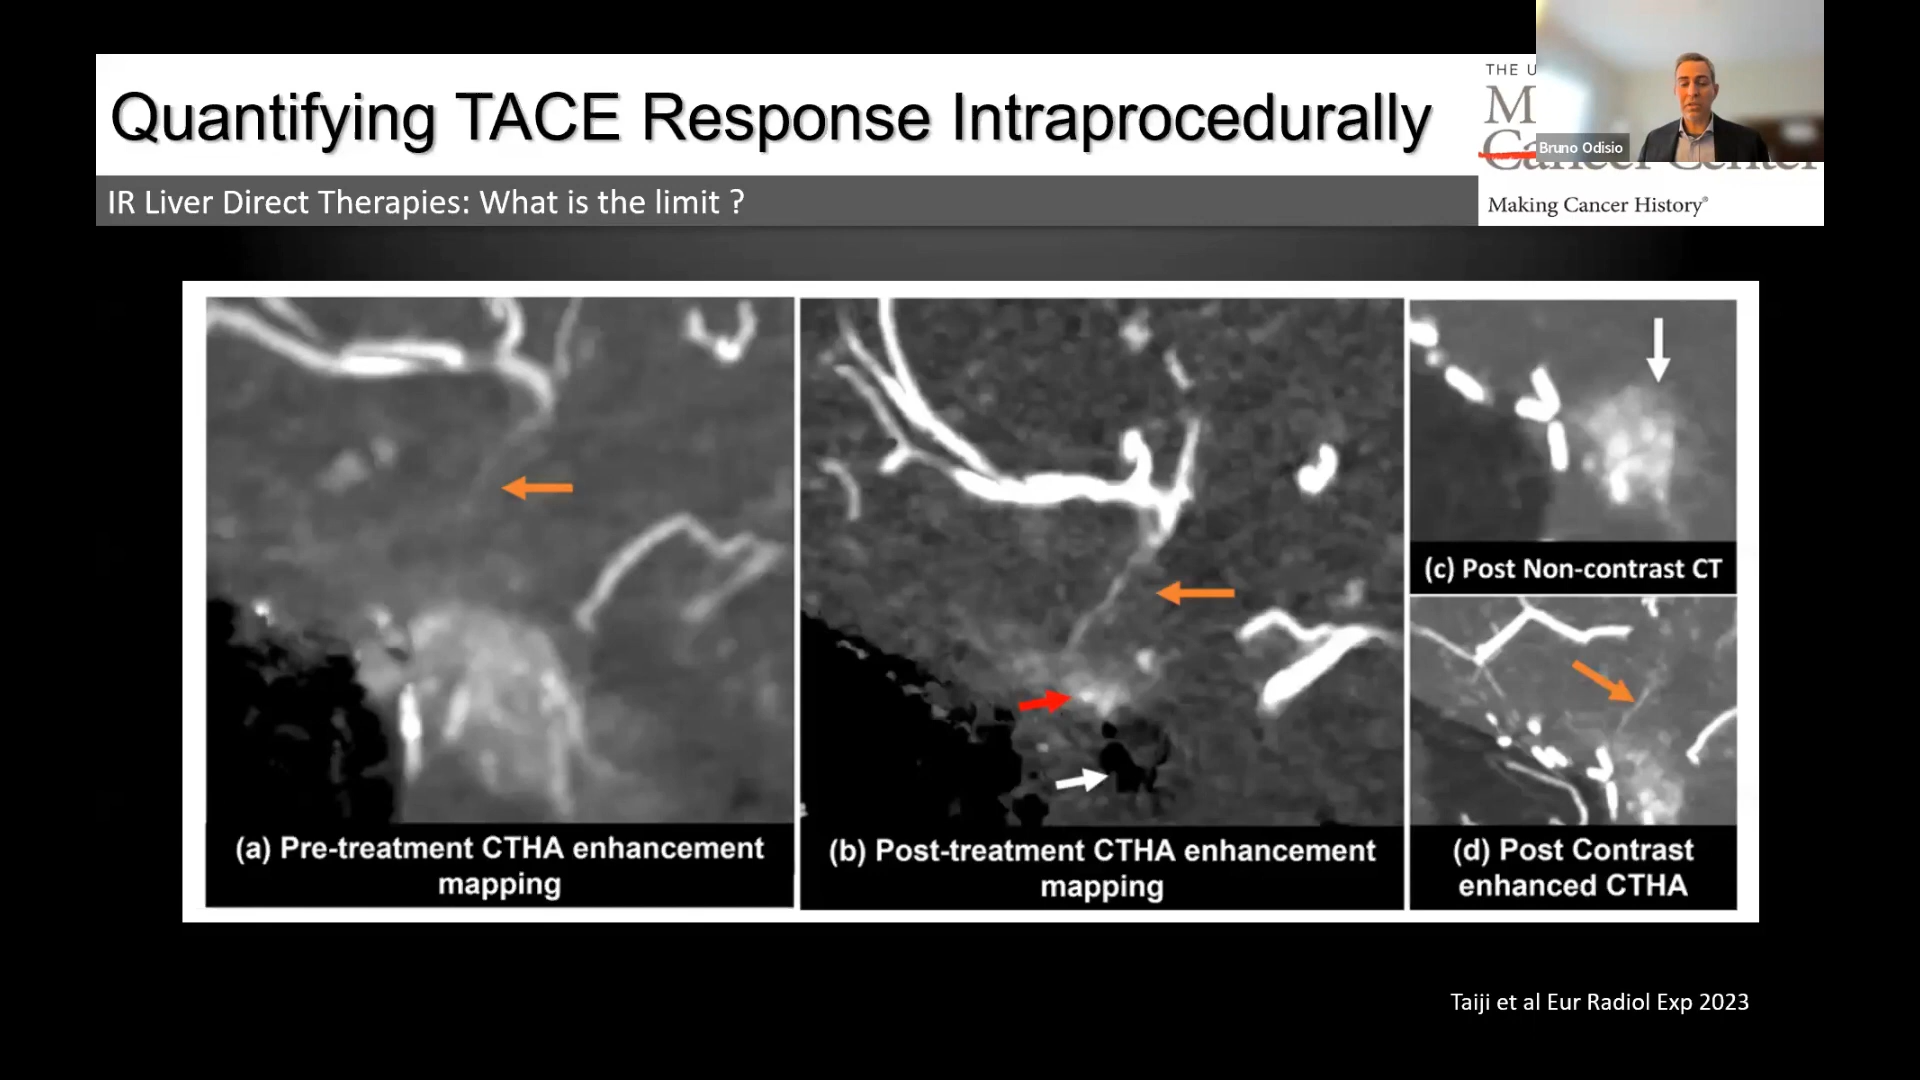 Quantifying TACE Response Intraprocedurally
THE U
M
Cancer Center
Bruno Odisio
IR Liver Direct Therapies: What is the limit ?
Making Cancer History®
(c) Post Non-contrast CT
(a) Pre-treatment CTHA enhancement
mapping
(b) Post-treatment CTHA enhancement
mapping
(d) Post Contrast
enhanced CTHA
Taiji et al Eur Radiol Exp 2023